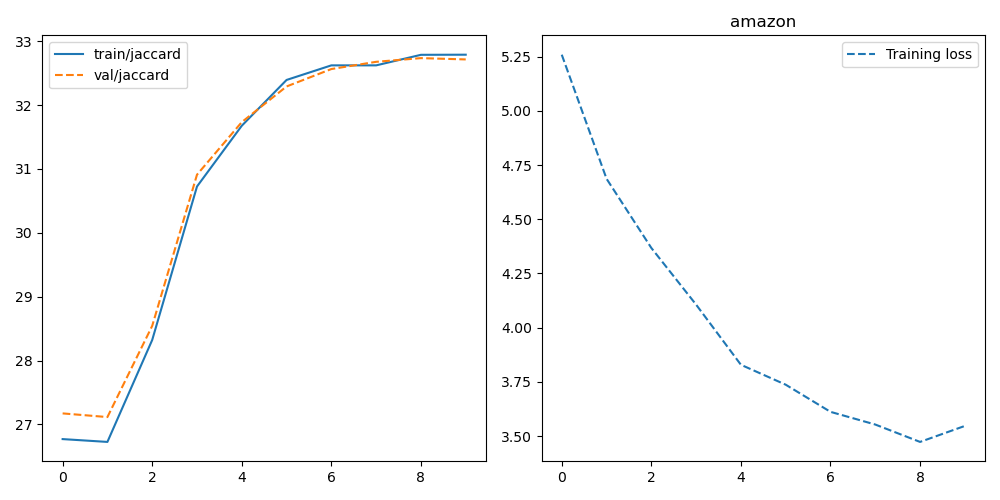 amazon
33
32
31
30
29
28
27
0 2 4 6 8
train/jaccard
val/jaccard
5.25
5.00
4.75
4.50
4.25
4.00
3.75
3.50
0 2 4 6 8
Training loss